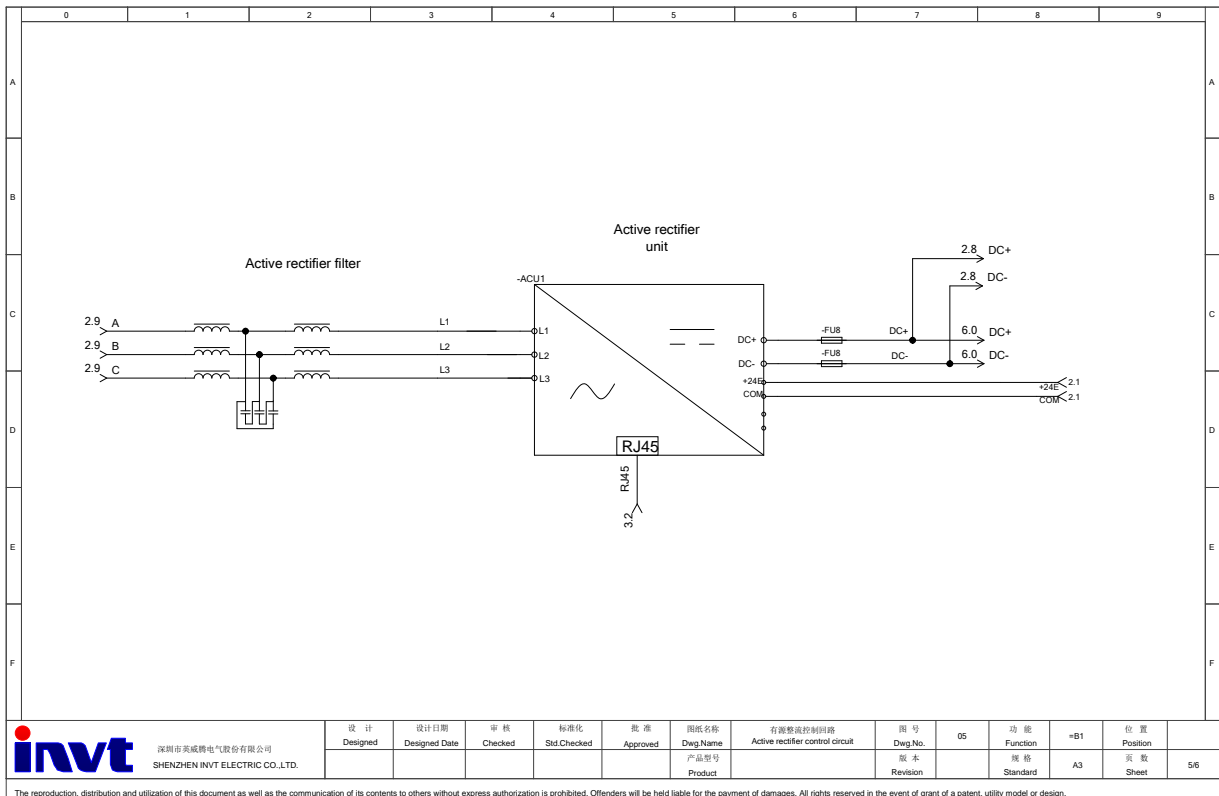 0 1 2 3 4 5 6 7 8 9
A A
B B
Active rectifier
unit
2.8 DC+
Active rectifier filter
-ACU1
2.8 DC-
C C
2.9 A L1 L1
-FU8 DC+ 6.0 DC+
DC+
2.9 B L2 L2
-FU8 DC- 6.0 DC-
DC-
2.9 C L3 L3
+24E +24E 2.1
COM COM 2.1
D D
RJ45
RJ45
3.2
E E
F F
invt
深圳市英威腾电气股份有限公司
SHENZHEN INVT ELECTRIC CO.,LTD.
设 计 设计日期 审 核 标准化 批 准 图纸名称 有源整流控制回路 图 号 05 功 能 =B1 位 置
Designed Designed Date Checked Std.Checked Approved Dwg.Name Active rectifier control circuit Dwg.No. Function Position
产品型号 版 本 规 格 A3 页 数 5/6
Product Revision Standard Sheet
The reproduction, distribution and utilization of this document as well as the communication of its contents to others without express authorization is prohibited. Offenders will be held liable for the payment of damages. All rights reserved in the event of grant of a patent, utility model or design.